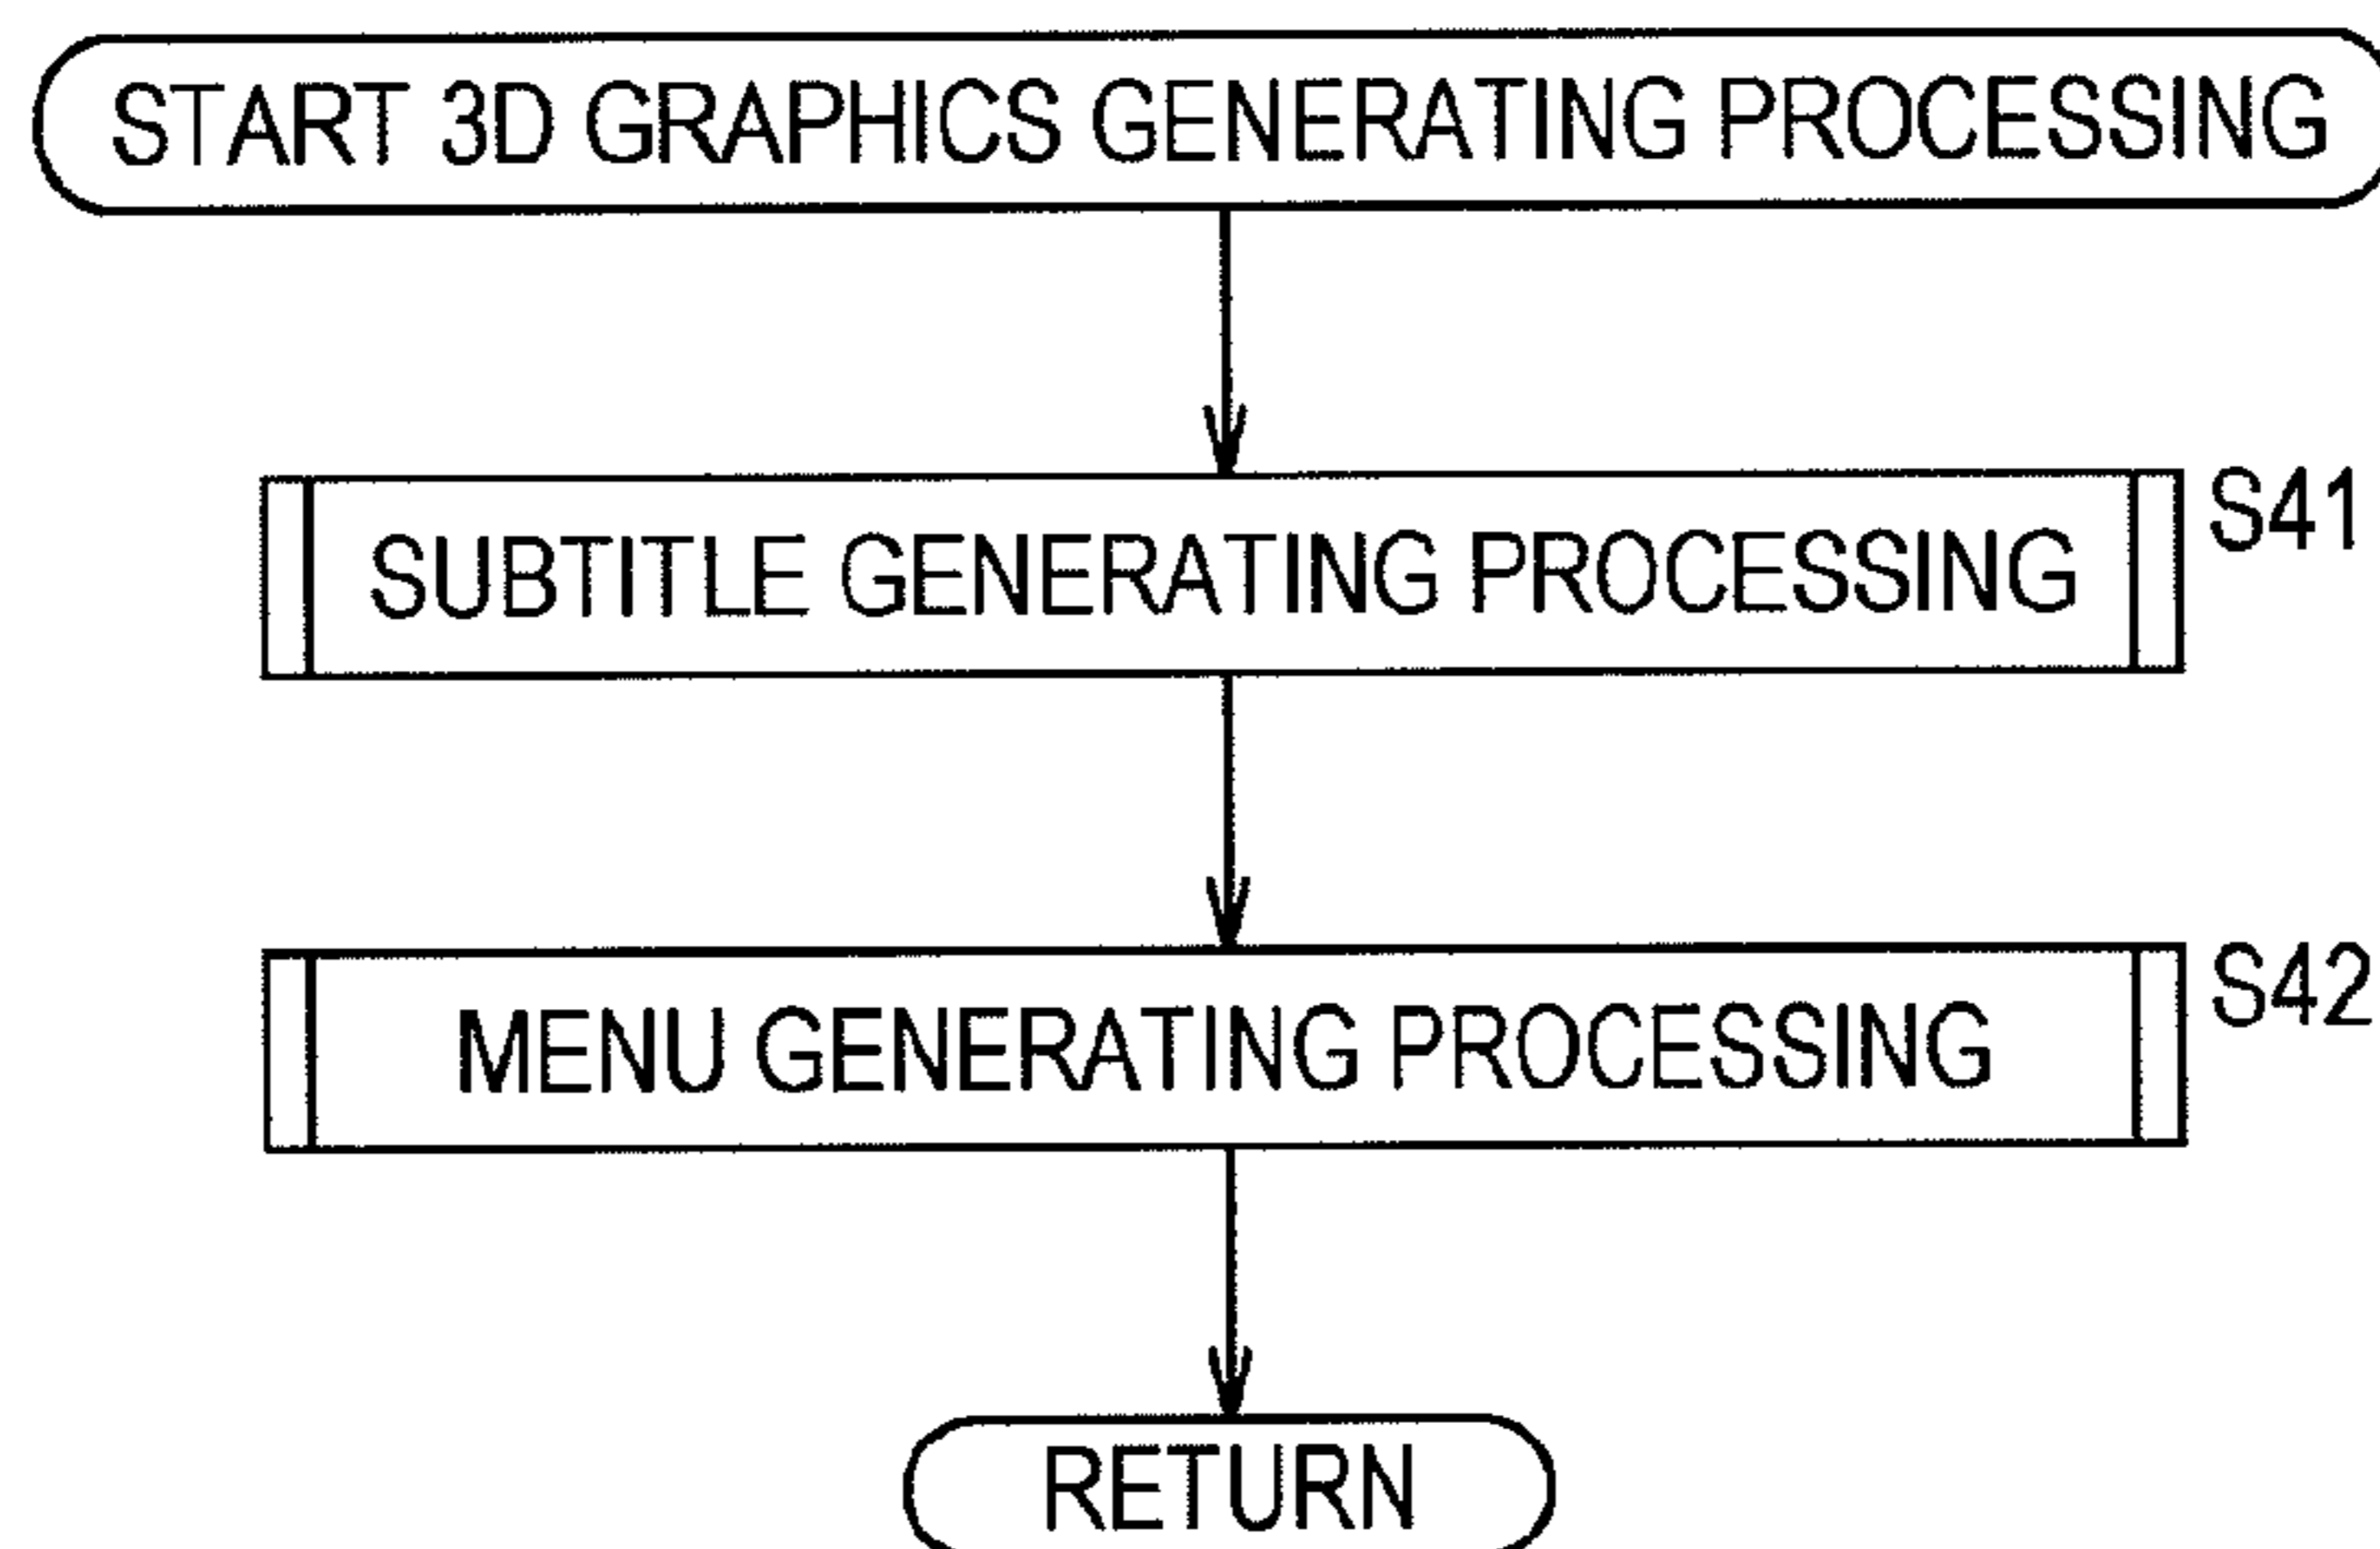 START 3D GRAPHICS GENERATING PROCESSING
SUBTITLE GENERATING PROCESSING
S41
MENU GENERATING PROCESSING
S42
RETURN